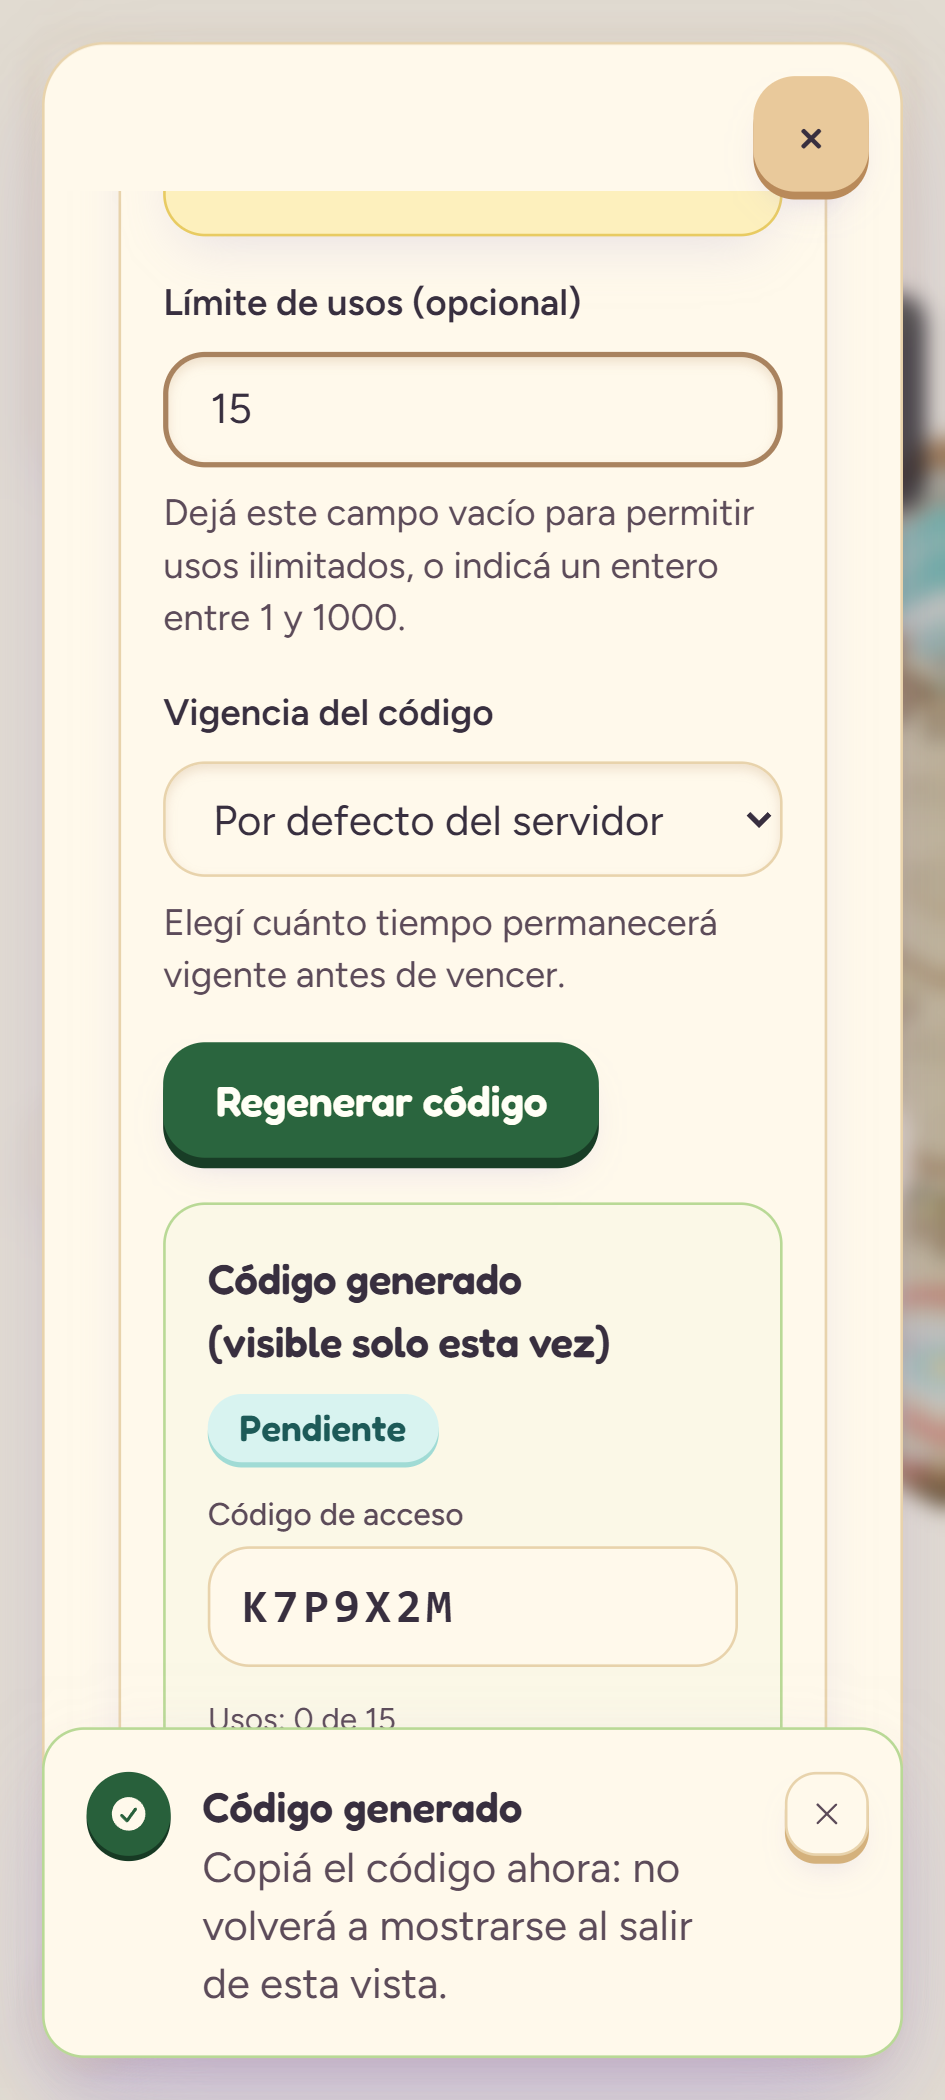 Límite de usos (opcional)
15
Dejá este campo vacío para permitir
usos ilimitados, o indicá un entero
entre 1 y 1000.
Vigencia del código
Por defecto del servidor
Elegí cuánto tiempo permanecerá
vigente antes de vencer.
Regenerar código
Código generado
(visible solo esta vez)
Pendiente
Código de acceso
K7P9X2M
Usos: 0 de 15
Código generado
Copiá el código ahora: no
volverá a mostrarse al salir
de esta vista.